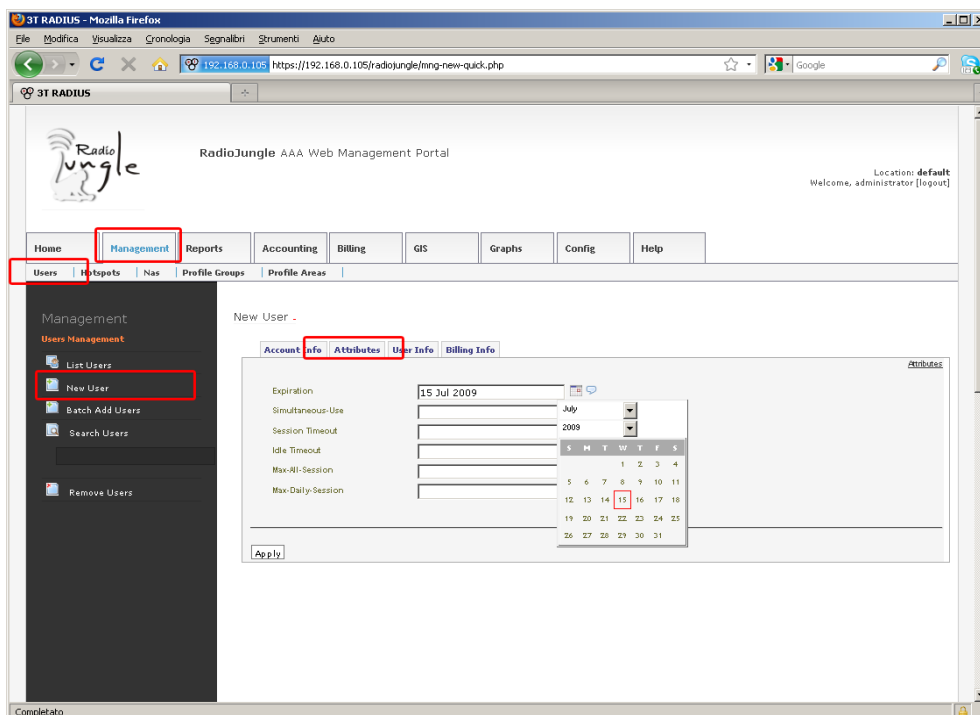 3T RADIUS - Mozilla Firefox
File Modifica Visualizza Cronologia Segnalibri Strumenti Aiuto
192.168.0.105 https://192.168.0.105/radiojungle/mng-new-quick.php
Google
3T RADIUS
Radio
Jungle
RadioJungle AAA Web Management Portal
Location: default
Welcome, administrator [logout]
Home Management Reports Accounting Billing GIS Graphs Config Help
Users | Hotspots | Nas | Profile Groups | Profile Areas |
Management
Users Management
List Users
New User
Batch Add Users
Search Users
Remove Users
New User -
Account Info Attributes User Info Billing Info
Attributes
Expiration 15 Jul 2009
Simultaneous-Use
Session Timeout
Idle Timeout
Max-All-Session
Max-Daily-Session
July
2009
S M T W T F S
1 2 3 4
5 6 7 8 9 10 11
12 13 14 15 16 17 18
19 20 21 22 23 24 25
26 27 28 29 30 31
Apply
Completato